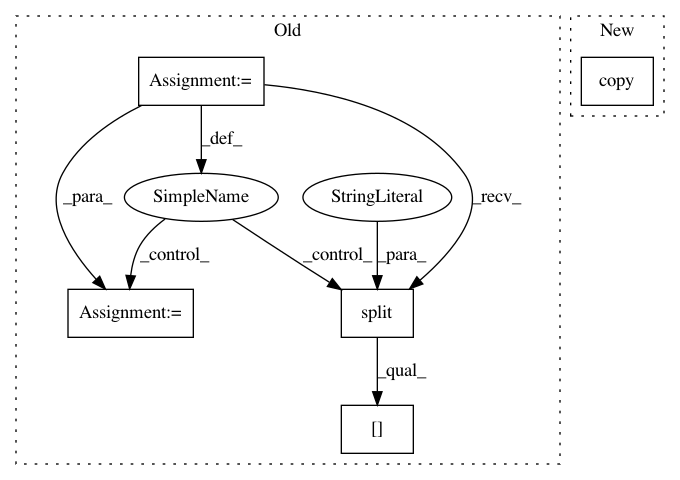 Old
New
Assignment:=
copy
_def_
_para_
SimpleName
StringLiteral
_recv_
_control_
_control_
_para_
Assignment:=
split
_qual_
[]